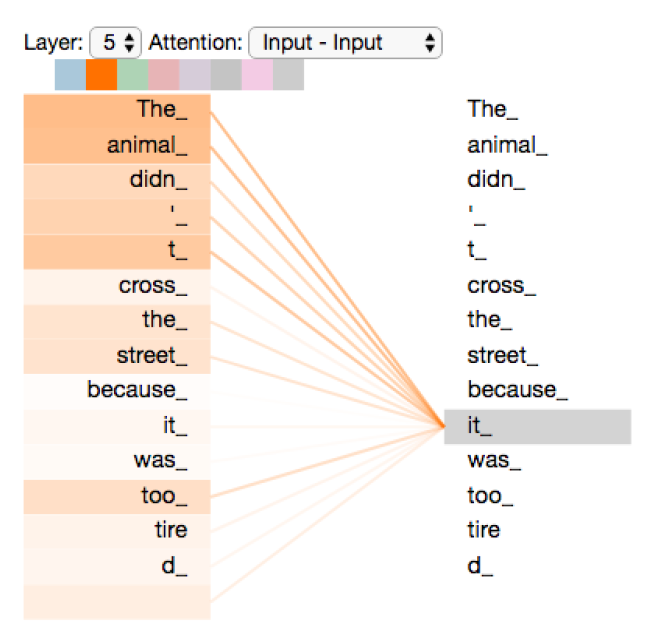 Layer: 5 Attention: Input - Input
The_ The_
animal_ animal_
didn_ didn_
'_ '_
t_ t_
cross_ cross_
the_ the_
street_ street_
because_ because_
it_ it_
was_ was_
too_ too_
tire tire
d_ d_